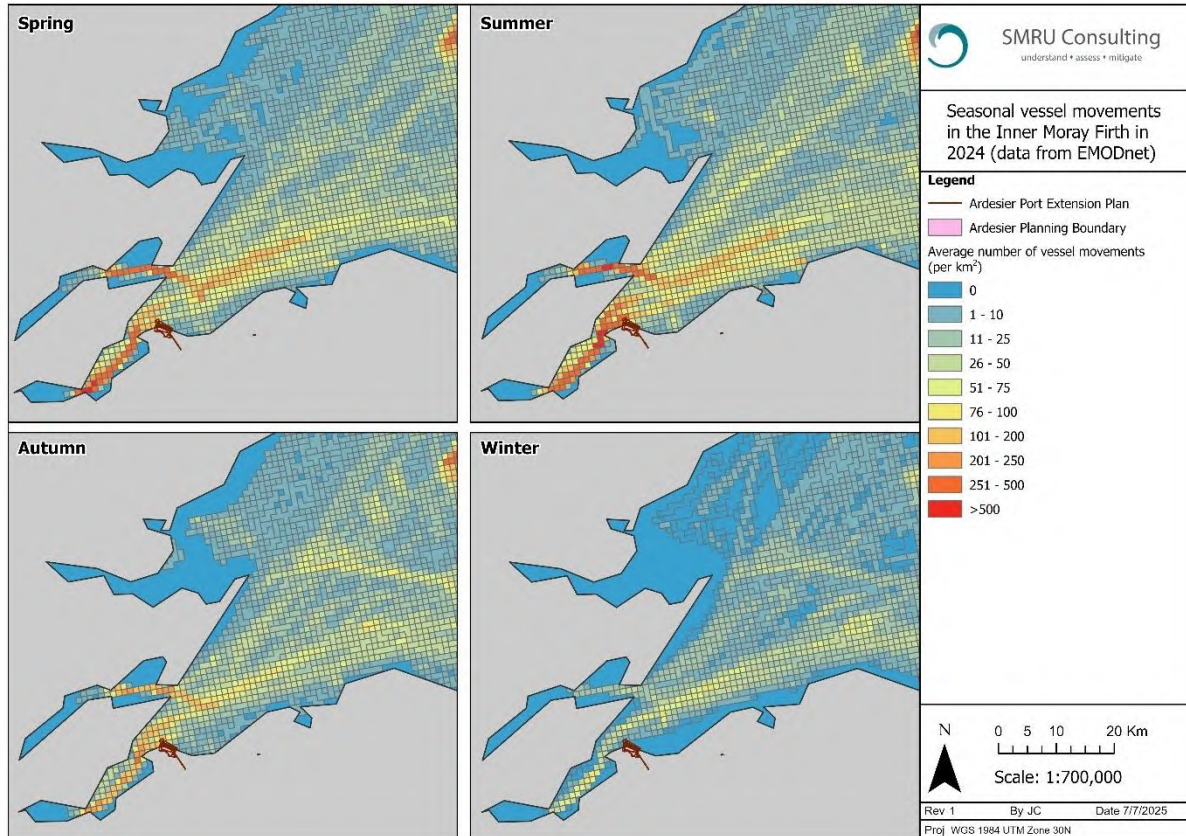 Spring
Summer
Autumn
Winter
SMRU Consulting
understand • assess • mitigate
Seasonal vessel movements
in the Inner Moray Firth in
2024 (data from EMODnet)
Legend
Ardesier Port Extension Plan
Ardesier Planning Boundary
Average number of vessel movements
(per km²)
0
1 - 10
11 - 25
26 - 50
51 - 75
76 - 100
101 - 200
201 - 250
251 - 500
>500
N
0 5 10 20 Km
Scale: 1:700,000
Rev 1 By JC Date 7/7/2025
Proj WGS 1984 UTM Zone 30N